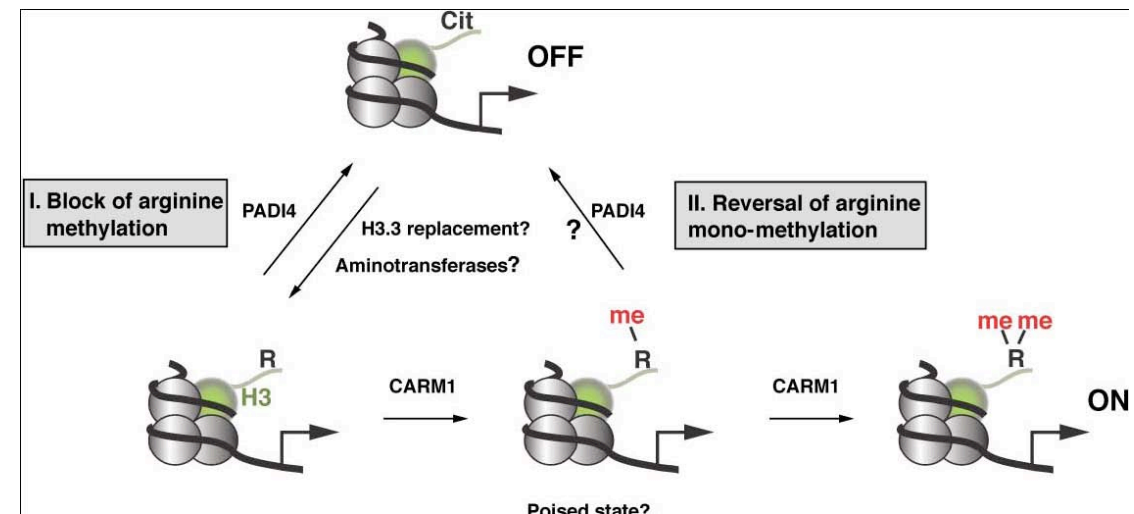 Cit
OFF
I. Block of arginine
methylation
PADI4
H3.3 replacement?
Aminotransferases?
?
PADI4
II. Reversal of arginine
mono-methylation
R
H3
CARM1
me
R
CARM1
me me
R
ON
Poised state?